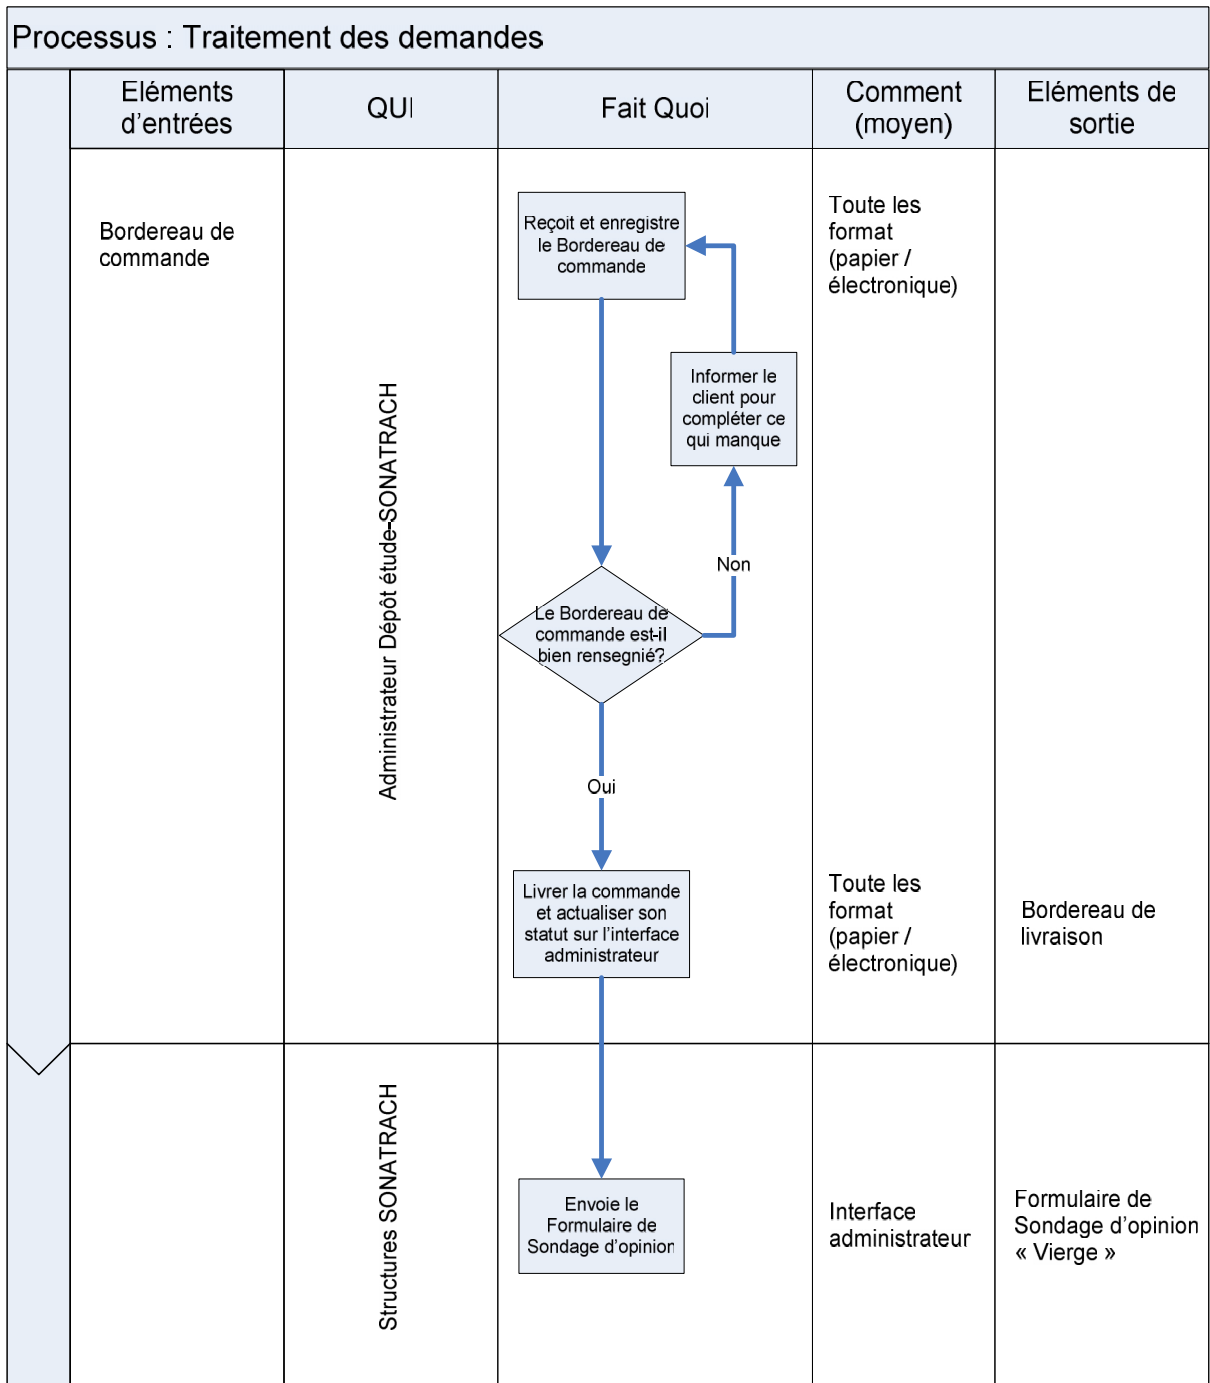 Processus : Traitement des demandes
Eléments
d'entrées
QUI
Fait Quoi
Comment
(moyen)
Eléments de
sortie
Bordereau de
commande
Administrateur Dépôt étude-SONATRACH
Reçoit et enregistre
le Bordereau de
commande
Toute les
format
(papier /
électronique)
Informer le
client pour
compléter ce
qui manque
Non
Le Bordereau de
commande est-il
bien rensegnié?
Oui
Livrer la commande
et actualiser son
statut sur l'interface
administrateur
Toute les
format
(papier /
électronique)
Bordereau de
livraison
Structures SONATRACH
Envoie le
Formulaire de
Sondage d'opinion
Interface
administrateur
Formulaire de
Sondage d'opinion
« Vierge »